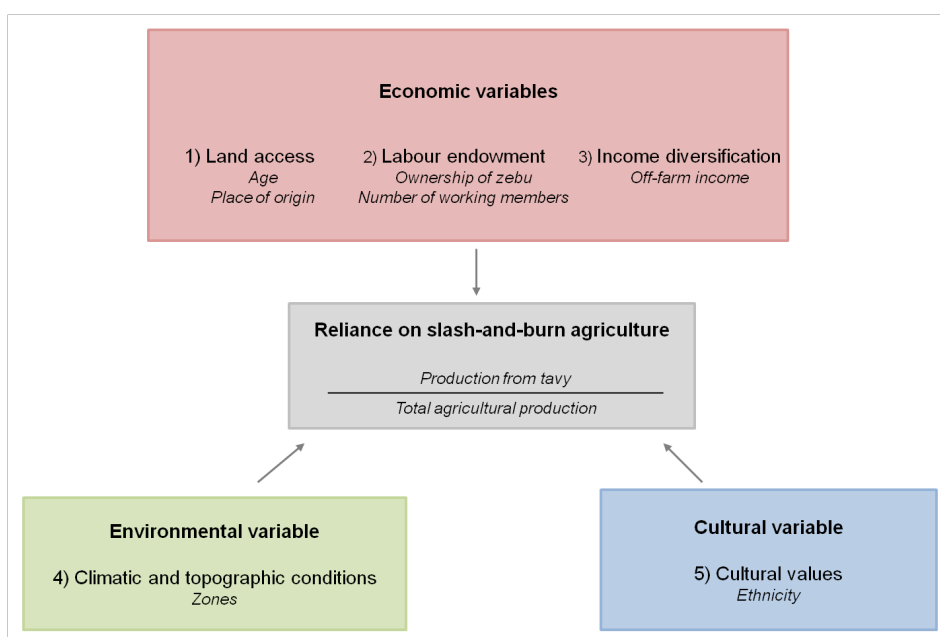 Economic variables
1) Land access
Age
Place of origin
2) Labour endowment
Ownership of zebu
Number of working members
3) Income diversification
Off-farm income
Reliance on slash-and-burn agriculture
Production from tavy
Total agricultural production
Environmental variable
4) Climatic and topographic conditions
Zones
Cultural variable
5) Cultural values
Ethnicity